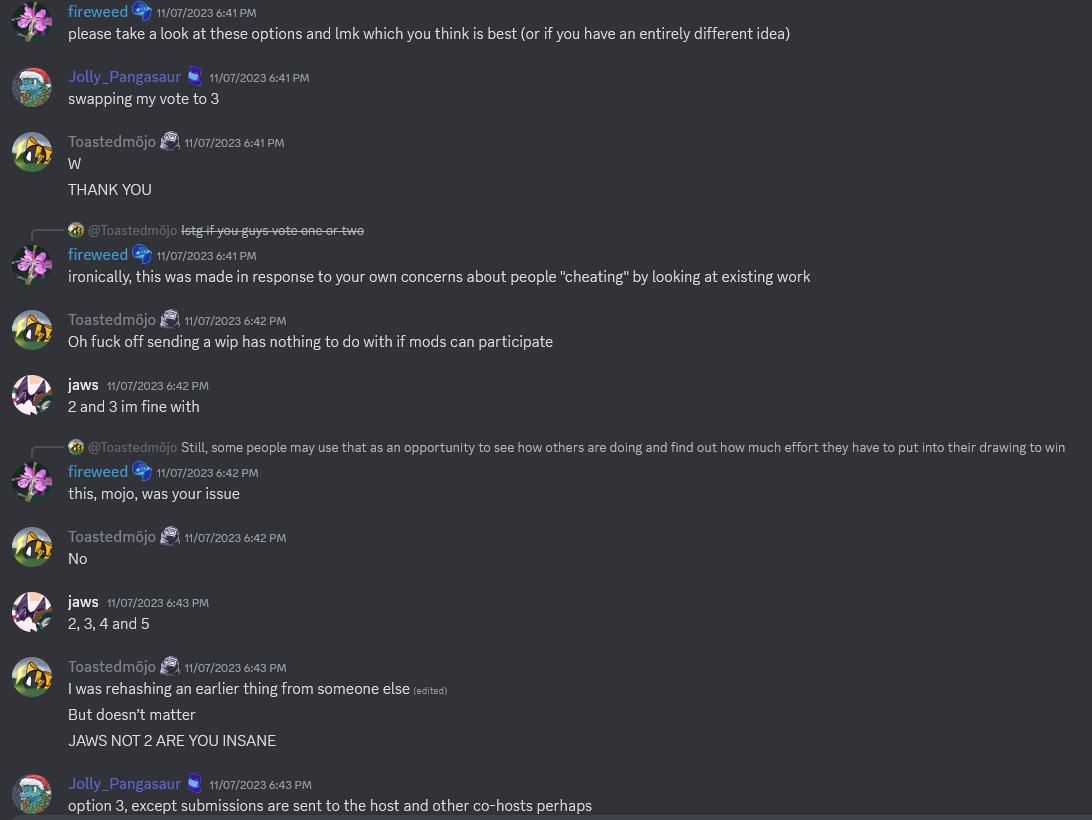 fireweed 11/07/2023 6:41 PM
please take a look at these options and lmk which you think is best (or if you have an entirely different idea)
Jolly_Pangasaur 11/07/2023 6:41 PM
swapping my vote to 3
Toastedmöjo 11/07/2023 6:41 PM
W
THANK YOU
@Toastedmöjo Istg if you guys vote one or two
fireweed 11/07/2023 6:41 PM
ironically, this was made in response to your own concerns about people "cheating" by looking at existing work
Toastedmöjo 11/07/2023 6:42 PM
Oh fuck off sending a wip has nothing to do with if mods can participate
jaws 11/07/2023 6:42 PM
2 and 3 im fine with
@Toastedmöjo Still, some people may use that as an opportunity to see how others are doing and find out how much effort they have to put into their drawing to win
fireweed 11/07/2023 6:42 PM
this, mojo, was your issue
Toastedmöjo 11/07/2023 6:42 PM
No
jaws 11/07/2023 6:43 PM
2, 3, 4 and 5
Toastedmöjo 11/07/2023 6:43 PM
I was rehashing an earlier thing from someone else (edited)
But doesn't matter
JAWS NOT 2 ARE YOU INSANE
Jolly_Pangasaur 11/07/2023 6:43 PM
option 3, except submissions are sent to the host and other co-hosts perhaps